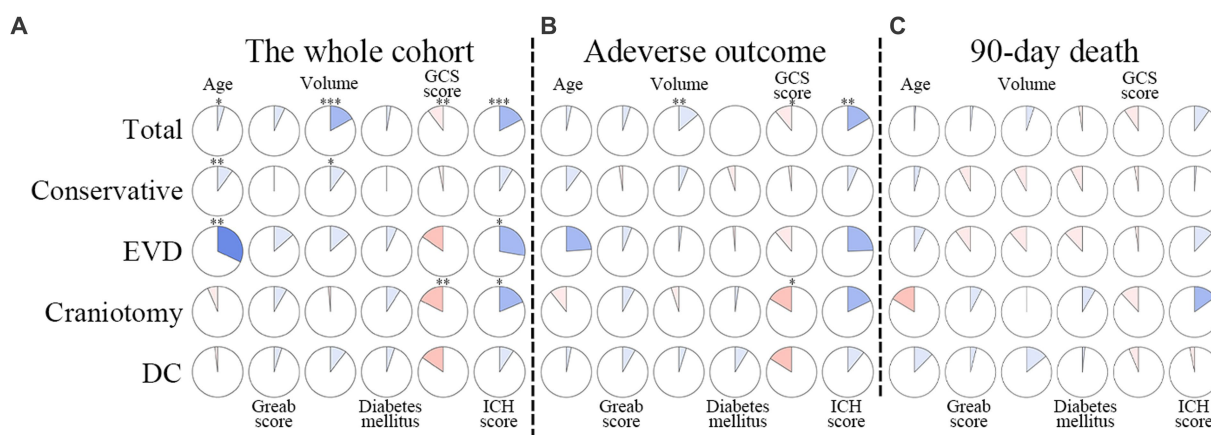 A B C
The whole cohort Adeverse outcome 90-day death
Age Volume GCS score Age Volume GCS score Age Volume GCS score
* *** ** *** ** * **
Total
** *
Conservative
** *
EVD
** * *
Craniotomy
DC
Greab score Diabetes mellitus ICH score Greab score Diabetes mellitus ICH score Greab score Diabetes mellitus ICH score